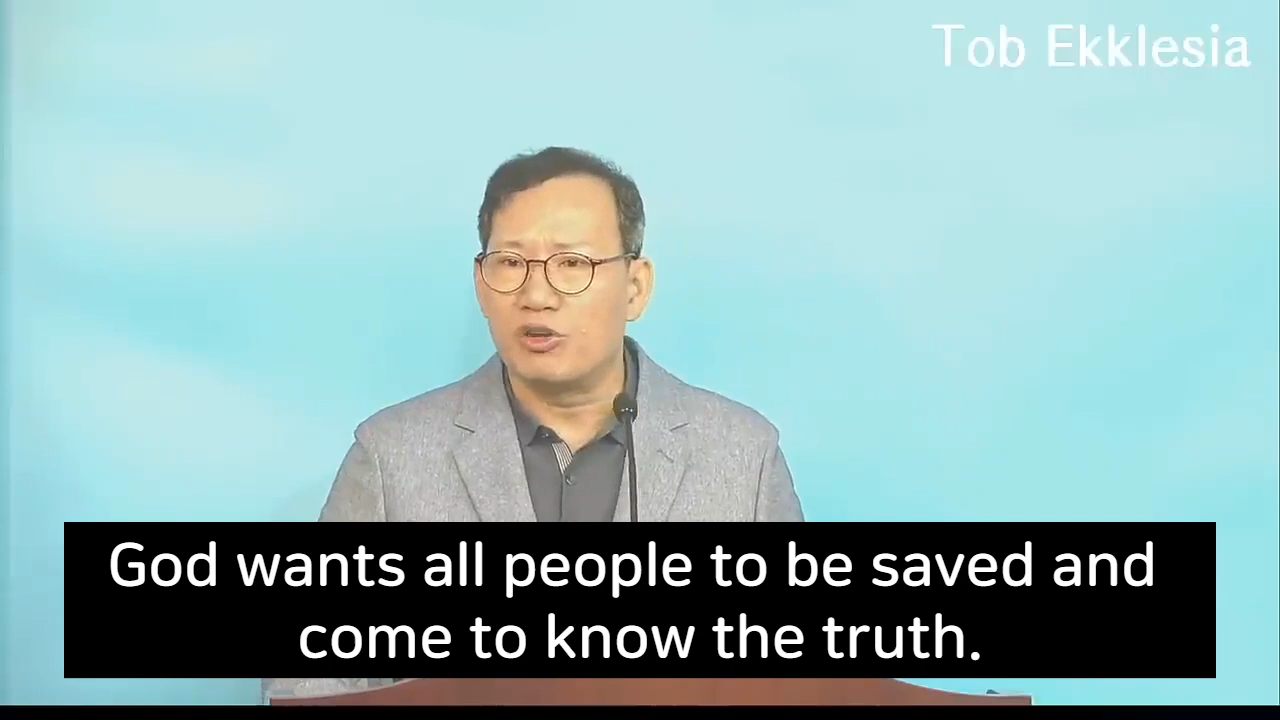 Tob Ekklesia
God wants all people to be saved and
come to know the truth.